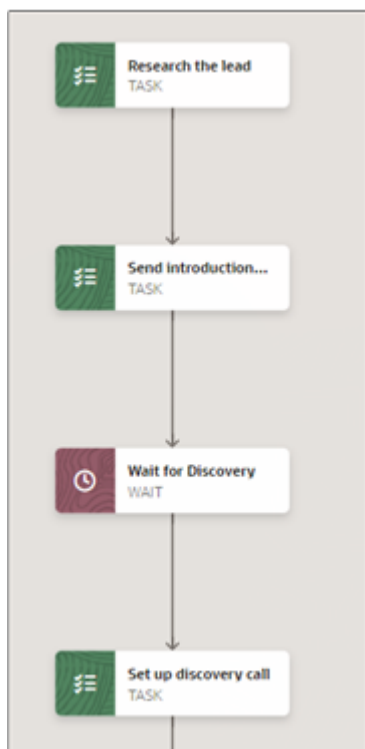 Research the lead
TASK
Send introduction...
TASK
Wait for Discovery
WAIT
Set up discovery call
TASK